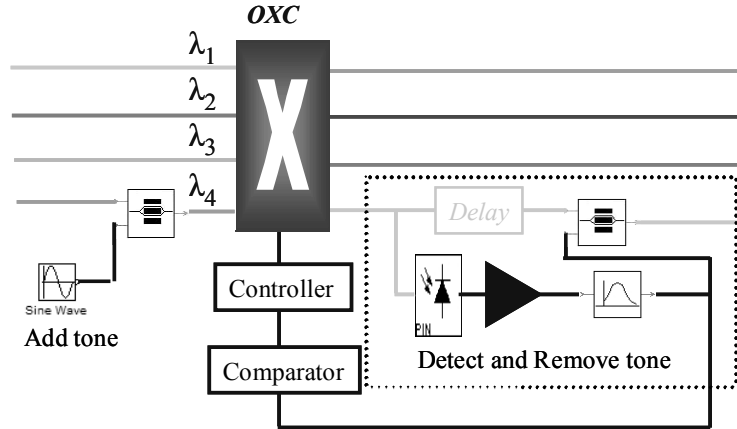 OXC
λ1
λ2
λ3
λ4
X
Delay
Sine Wave
Add tone
Controller
Comparator
PIN
Detect and Remove tone